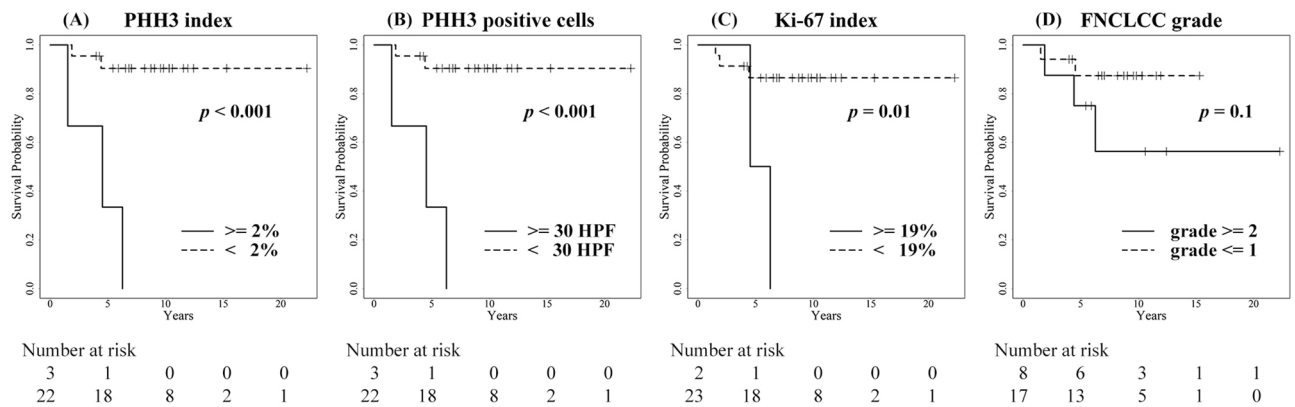 (A) PHH3 index
Survival Probability
1.0
0.8
0.6
0.4
0.2
0.0
p < 0.001
>= 2%
< 2%
0 5 10 15 20
Years
Number at risk
3 1 0 0 0
22 18 8 2 1
(B) PHH3 positive cells
Survival Probability
1.0
0.8
0.6
0.4
0.2
0.0
p < 0.001
>= 30 HPF
< 30 HPF
0 5 10 15 20
Years
Number at risk
3 1 0 0 0
22 18 8 2 1
(C) Ki-67 index
Survival Probability
1.0
0.8
0.6
0.4
0.2
0.0
p = 0.01
>= 19%
< 19%
0 5 10 15 20
Years
Number at risk
2 1 0 0 0
23 18 8 2 1
(D) FNCLCC grade
Survival Probability
1.0
0.8
0.6
0.4
0.2
0.0
p = 0.1
grade >= 2
grade <= 1
0 5 10 15 20
Years
Number at risk
8 6 3 1 1
17 13 5 1 0